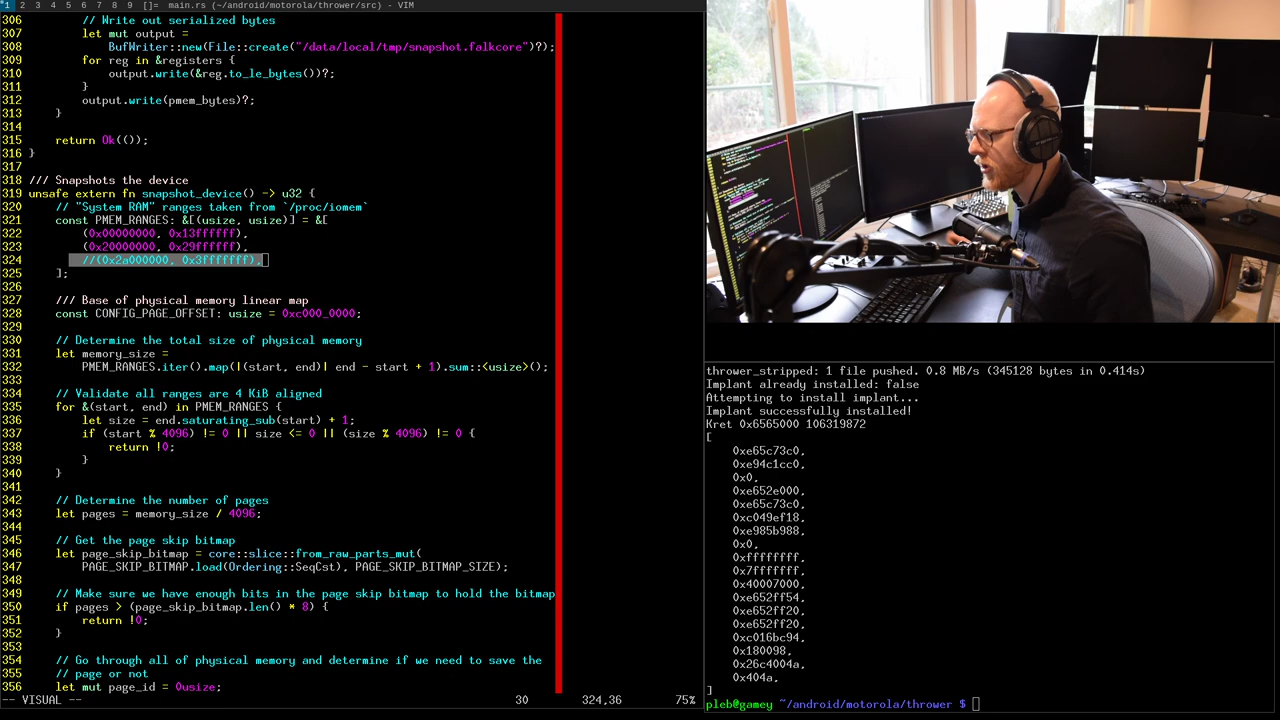 1 2 3 4 5 6 7 8 9 []= main.rs (~/android/motorola/thrower/src) - VIM
306         // Write out serialized bytes
307         let mut output =
308             BufWriter::new(File::create("/data/local/tmp/snapshot.falkcore")?);
309         for reg in &registers {
310             output.write(&reg.to_le_bytes())?;
311         }
312         output.write(pmem_bytes)?;
313     }
314
315     return Ok(());
316 }
317
318 /// Snapshots the device
319 unsafe extern fn snapshot_device() -> u32 {
320     // "System RAM" ranges taken from `/proc/iomem`
321     const PMEM_RANGES: &[(usize, usize)] = &[
322         (0x00000000, 0x13ffffff),
323         (0x20000000, 0x29ffffff),
324         //(0x2a000000, 0x3fffffff),
325     ];
326
327     /// Base of physical memory linear map
328     const CONFIG_PAGE_OFFSET: usize = 0xc000_0000;
329
330     // Determine the total size of physical memory
331     let memory_size =
332         PMEM_RANGES.iter().map(|(start, end)| end - start + 1).sum::<usize>();
333
334     // Validate all ranges are 4 KiB aligned
335     for &(start, end) in PMEM_RANGES {
336         let size = end.saturating_sub(start) + 1;
337         if (start % 4096) != 0 || size <= 0 || (size % 4096) != 0 {
338             return !0;
339         }
340     }
341
342     // Determine the number of pages
343     let pages = memory_size / 4096;
344
345     // Get the page skip bitmap
346     let page_skip_bitmap = core::slice::from_raw_parts_mut(
347         PAGE_SKIP_BITMAP.load(Ordering::SeqCst), PAGE_SKIP_BITMAP_SIZE);
348
349     // Make sure we have enough bits in the page skip bitmap to hold the bitmap
350     if pages > (page_skip_bitmap.len() * 8) {
351         return !0;
352     }
353
354     // Go through all of physical memory and determine if we need to save the
355     // page or not
356     let mut page_id = 0usize;
-- VISUAL -- 30 324,36 75%
thrower_stripped: 1 file pushed. 0.8 MB/s (345128 bytes in 0.414s)
Implant already installed: false
Attempting to install implant...
Implant successfully installed!
Kret 0x6565000 106319872
[
    0xe65c73c0,
    0xe94c1cc0,
    0x0,
    0xe652e000,
    0xe65c73c0,
    0xc049ef18,
    0xe985b988,
    0x0,
    0xffffffff,
    0x7fffffff,
    0x40007000,
    0xe652ff54,
    0xe652ff20,
    0xe652ff20,
    0xc016bc94,
    0x180098,
    0x26c4004a,
    0x404a,
]
pleb@gamey ~/android/motorola/thrower $